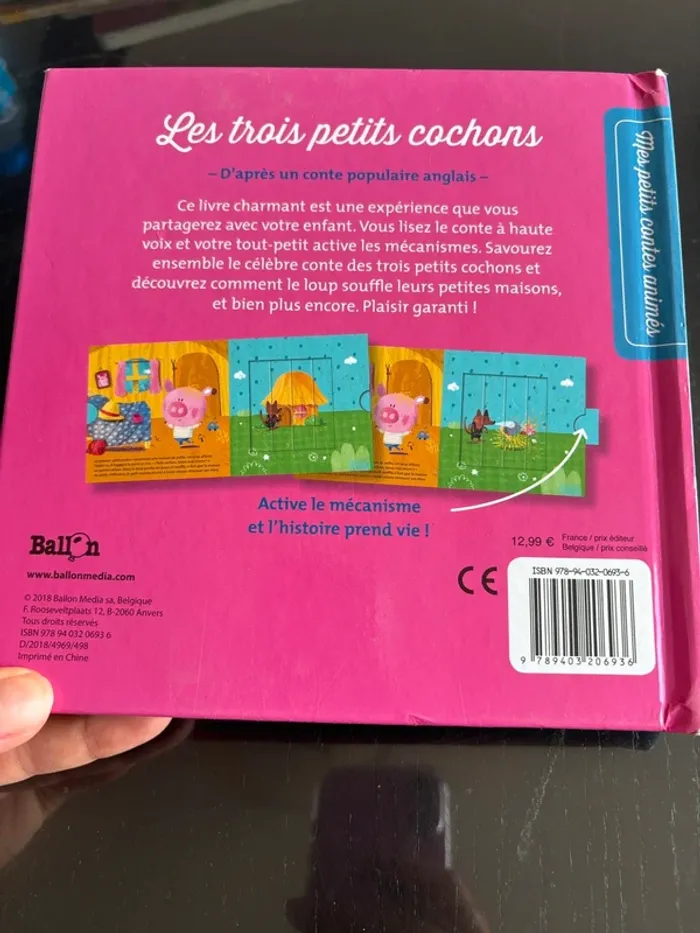 Les trois petits cochons
– D'après un conte populaire anglais –
Ce livre charmant est une expérience que vous
partagerez avec votre enfant. Vous lisez le conte à haute
voix et votre tout-petit active les mécanismes. Savourez
ensemble le célèbre conte des trois petits cochons et
découvrez comment le loup souffle leurs petites maisons,
et bien plus encore. Plaisir garanti !
Mes petits contes animés
Active le mécanisme
et l'histoire prend vie !
Ballon
www.ballonmedia.com
© 2018 Ballon Media sa, Belgique
F. Rooseveltplaats 12, B-2060 Anvers
Tous droits réservés
ISBN 978 94 032 0693 6
D/2018/4969/498
Imprimé en Chine
12,99 € France / prix éditeur
Belgique / prix conseillé
CE
ISBN 978-94-032-0693-6
9 789403 206936